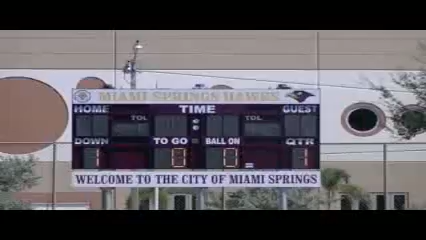 MIAMI SPRINGS HAWKS
HOME TIME GUEST
TOL TOL
DOWN TO GO BALL ON QTR
1 0 0 1
WELCOME TO THE CITY OF MIAMI SPRINGS